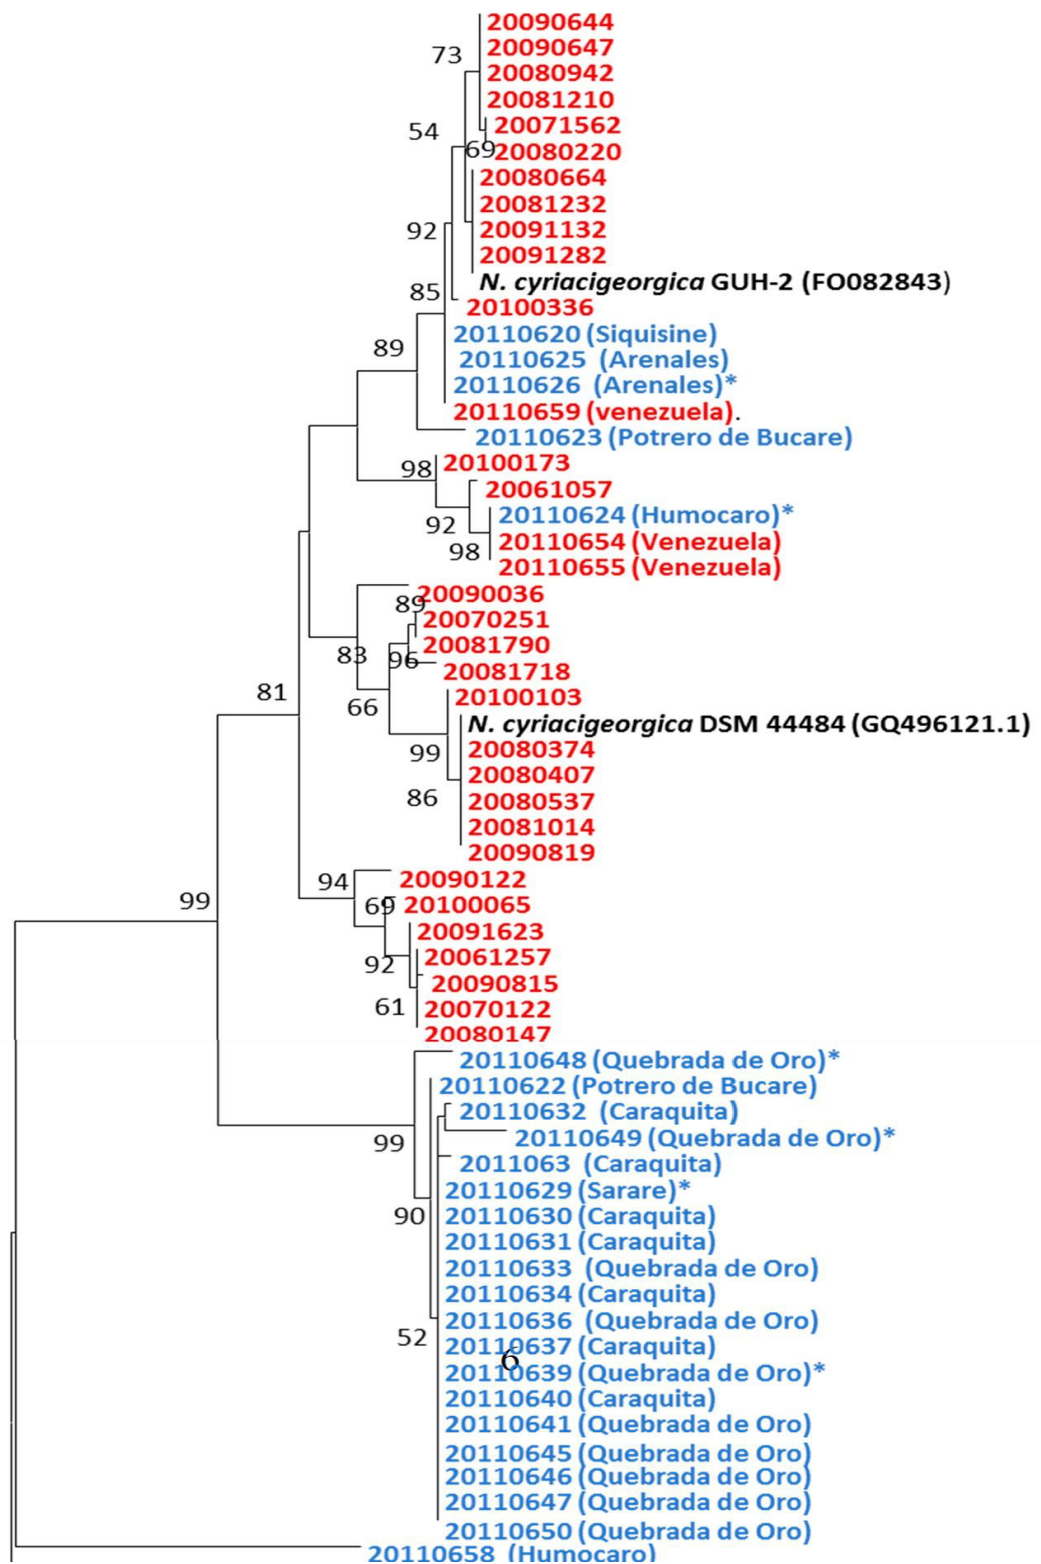 20090644
20090647
73
20080942
20081210
54
20071562
69
20080220
20080664
20081232
92
20091132
20091282
N. cyriacigeorgica GUH-2 (FO082843)
85
20100336
20110620 (Siquisine)
89
20110625 (Arenales)
20110626 (Arenales)*
20110659 (venezuela).
20110623 (Potrero de Bucare)
98
20100173
20061057
20110624 (Humocaro)*
92
20110654 (Venezuela)
98
20110655 (Venezuela)
20090036
89
20070251
20081790
83
96
20081718
81
20100103
66
N. cyriacigeorgica DSM 44484 (GQ496121.1)
20080374
99
20080407
86
20080537
20081014
20090819
94
20090122
99
69
20100065
20091623
20061257
92
20090815
61
20070122
20080147
20110648 (Quebrada de Oro)*
20110622 (Potrero de Bucare)
20110632 (Caraquita)
20110649 (Quebrada de Oro)*
99
2011063 (Caraquita)
20110629 (Sarare)*
90
20110630 (Caraquita)
20110631 (Caraquita)
20110633 (Quebrada de Oro)
20110634 (Caraquita)
20110636 (Quebrada de Oro)
52
20110637 (Caraquita)
6
20110639 (Quebrada de Oro)*
20110640 (Caraquita)
20110641 (Quebrada de Oro)
20110645 (Quebrada de Oro)
20110646 (Quebrada de Oro)
20110647 (Quebrada de Oro)
20110650 (Quebrada de Oro)
20110658 (Humocaro)